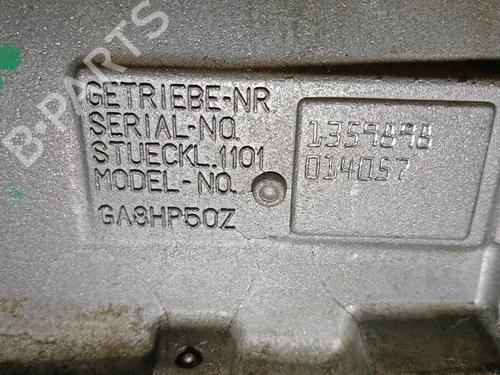 GETRIEBE-NR
SERIAL-NO.
STUECKL.1101
MODEL-NO.
GA8HP50Z
1359898
014057
B-PARTS